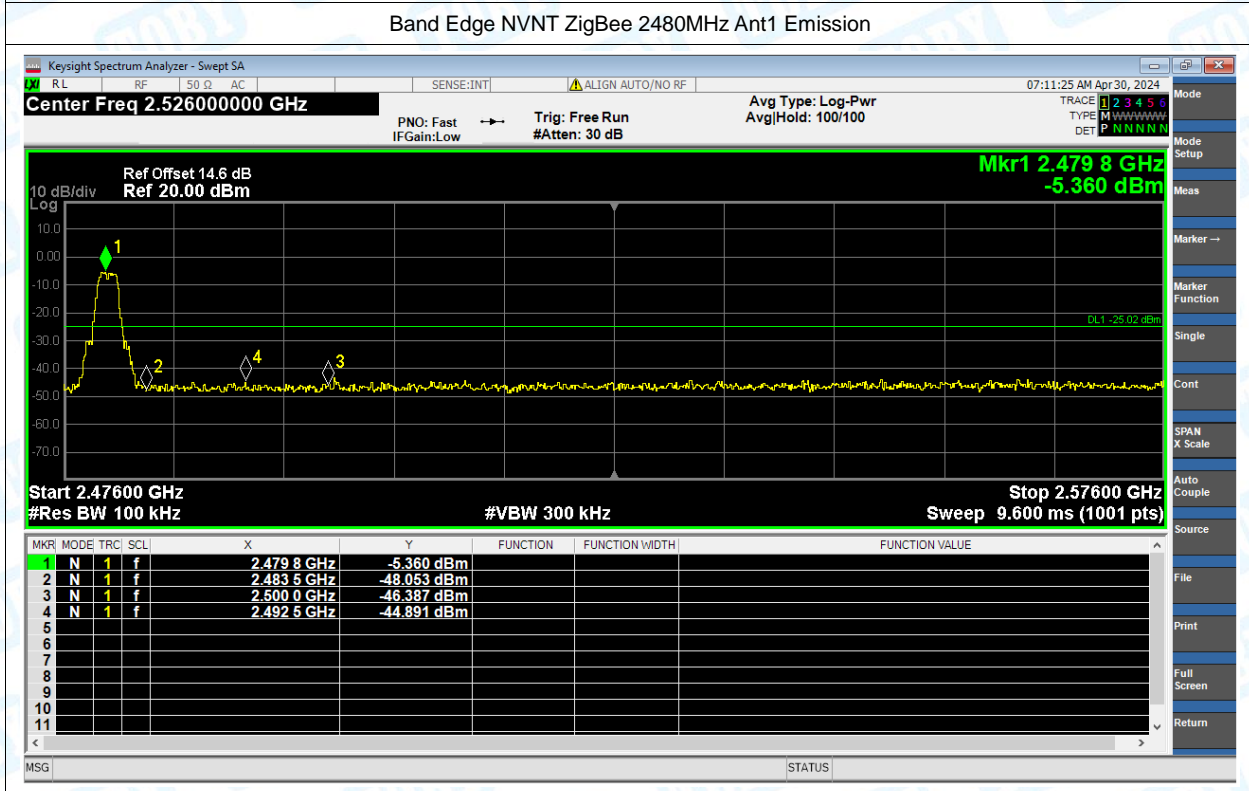 Band Edge NVNT ZigBee 2480MHz Ant1 Emission
Keysight Spectrum Analyzer - Swept SA
LXI RL RF 50 Ω AC SENSE:INT ALIGN AUTO/NO RF 07:11:25 AM Apr 30, 2024
Center Freq 2.526000000 GHz
PNO: Fast
IFGain:Low
Trig: Free Run
#Atten: 30 dB
Avg Type: Log-Pwr
Avg|Hold: 100/100
TRACE 1 2 3 4 5 6
TYPE M W W W W W
DET P N N N N N
Ref Offset 14.6 dB
Ref 20.00 dBm
10 dB/div
Log
Mkr1 2.479 8 GHz
-5.360 dBm
10.0
0.00
-10.0
-20.0
-30.0
-40.0
-50.0
-60.0
-70.0
1
2
4
3
DL1 -25.02 dBm
Start 2.47600 GHz
Stop 2.57600 GHz
#Res BW 100 kHz
#VBW 300 kHz
Sweep 9.600 ms (1001 pts)
MKR MODE TRC SCL X Y FUNCTION FUNCTION WIDTH FUNCTION VALUE
1 N 1 f 2.479 8 GHz -5.360 dBm
2 N 1 f 2.483 5 GHz -48.053 dBm
3 N 1 f 2.500 0 GHz -46.387 dBm
4 N 1 f 2.492 5 GHz -44.891 dBm
5
6
7
8
9
10
11
MSG STATUS
Mode
Mode
Setup
Meas
Marker →
Marker
Function
Single
Cont
SPAN
X Scale
Auto
Couple
Source
File
Print
Full
Screen
Return